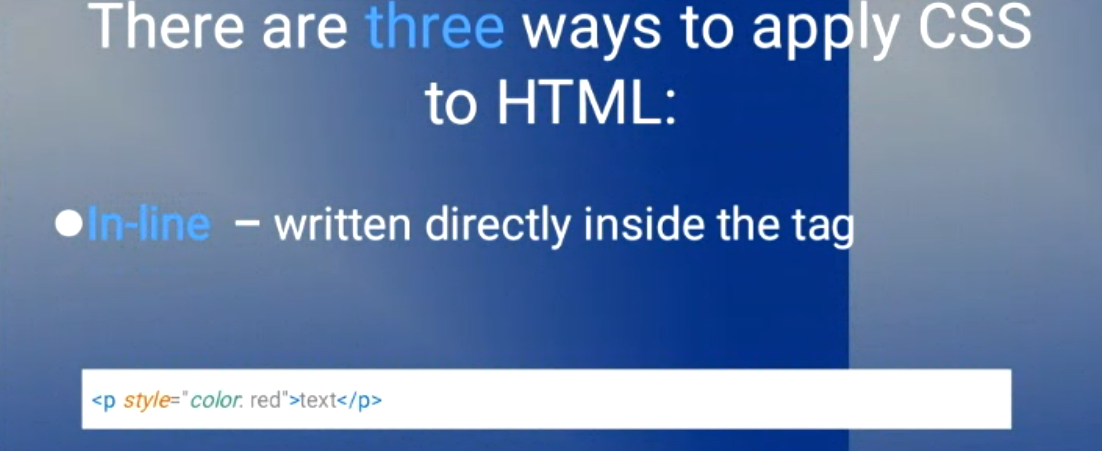 There are three ways to apply CSS
to HTML:
●In-line – written directly inside the tag
<p style="color: red">text</p>